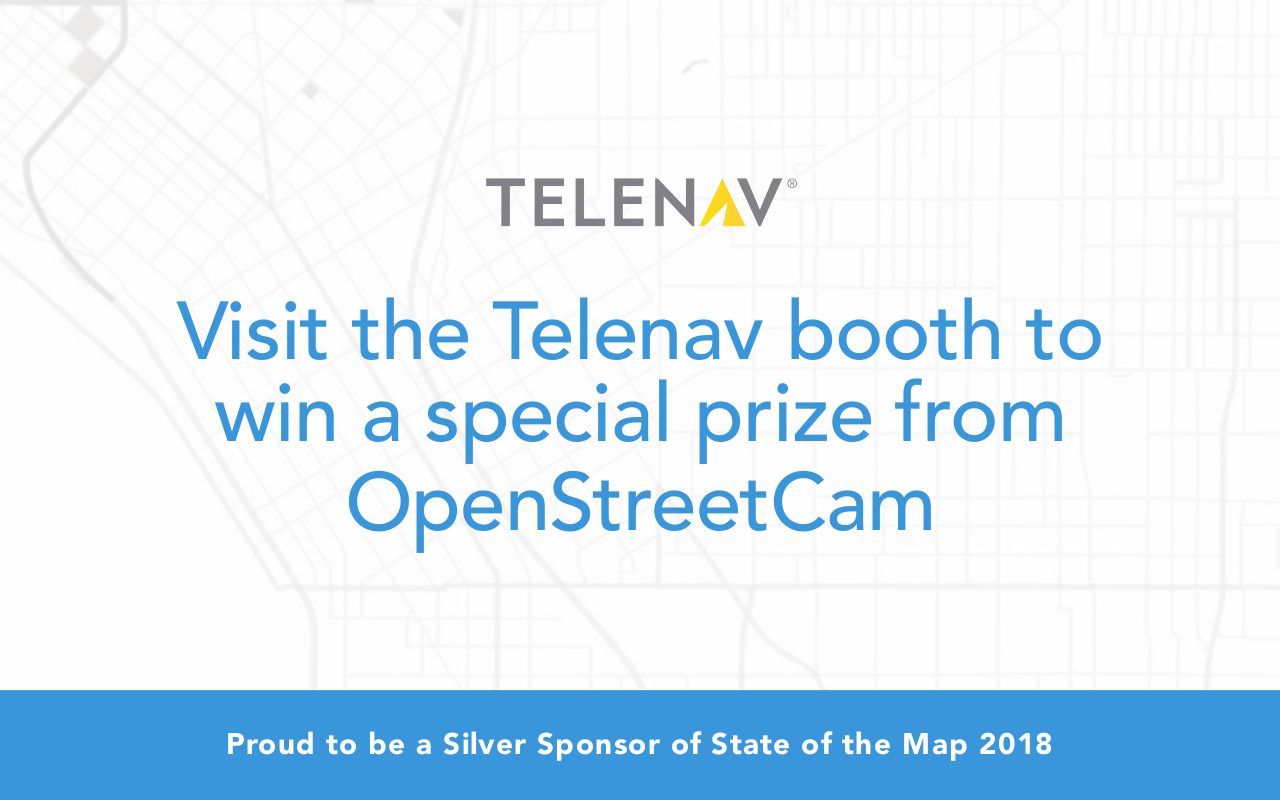 TELENAV®
Visit the Telenav booth to
win a special prize from
OpenStreetCam
Proud to be a Silver Sponsor of State of the Map 2018